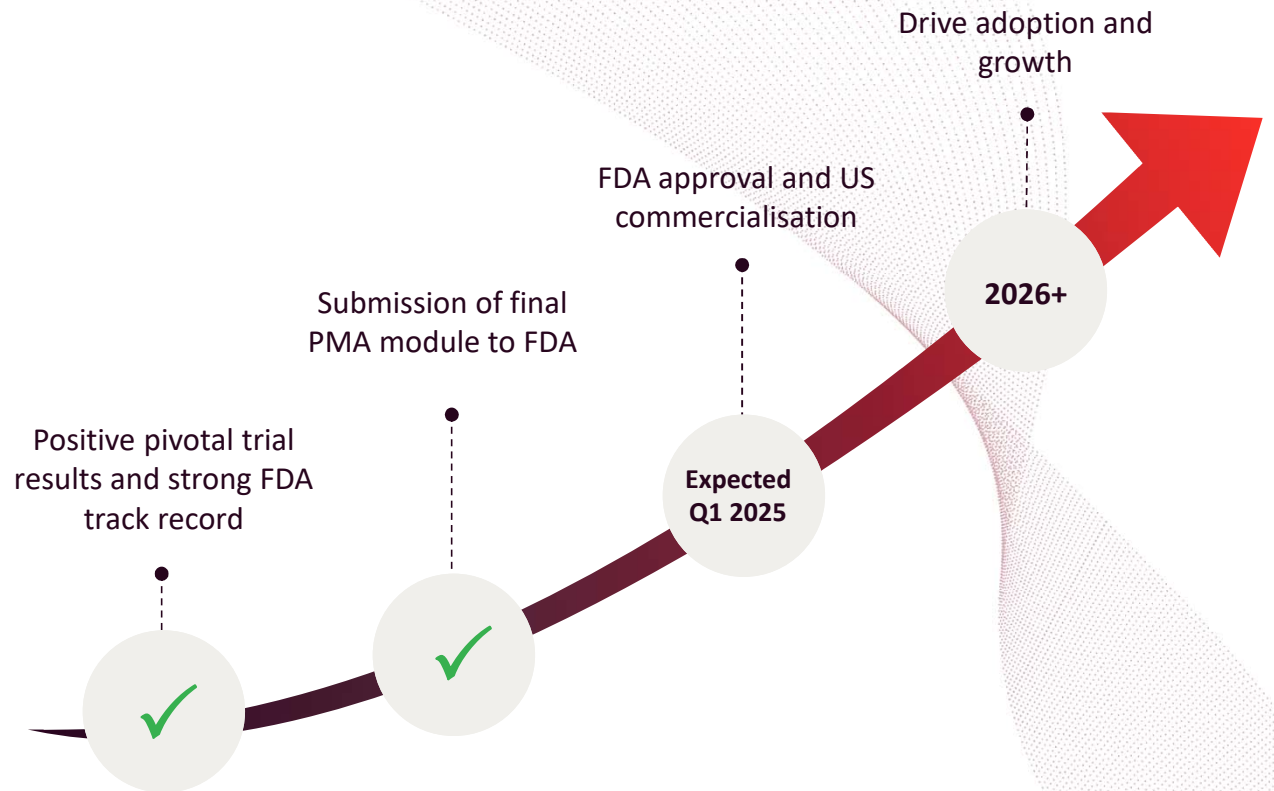 Positive pivotal trial
results and strong FDA
track record
Submission of final
PMA module to FDA
FDA approval and US
commercialisation
Expected
Q1 2025
Drive adoption and
growth
2026+